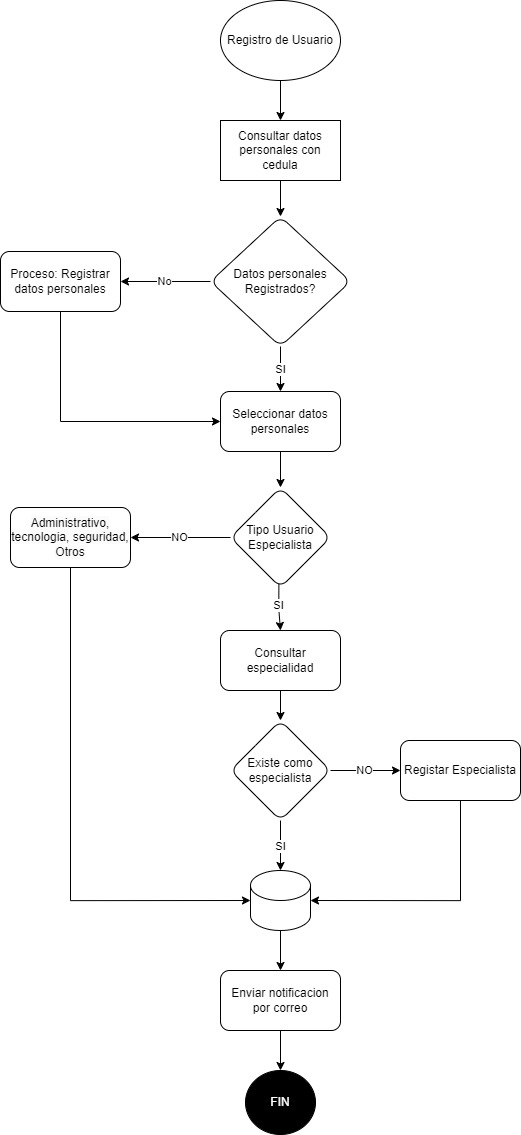 Registro de Usuario
Consultar datos
personales con
cedula
Datos personales
Registrados?
No
Proceso: Registrar
datos personales
SI
Seleccionar datos
personales
Tipo Usuario
Especialista
NO
Administrativo,
tecnologia, seguridad,
Otros
SI
Consultar
especialidad
Existe como
especialista
NO
Registar Especialista
SI
Enviar notificacion
por correo
FIN